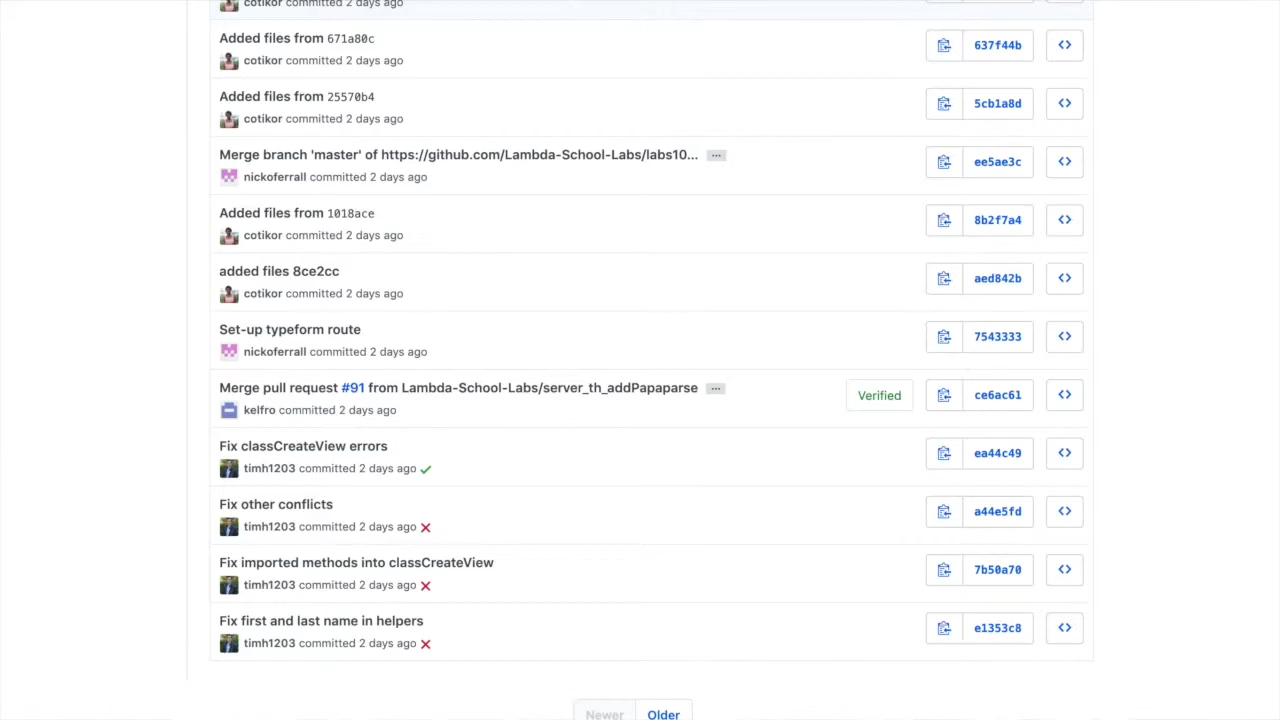 cotikor committed 2 days ago
Added files from 671a80c
637f44b
cotikor committed 2 days ago
Added files from 25570b4
5cb1a8d
cotikor committed 2 days ago
Merge branch 'master' of https://github.com/Lambda-School-Labs/labs10... ...
ee5ae3c
nickoferrall committed 2 days ago
Added files from 1018ace
8b2f7a4
cotikor committed 2 days ago
added files 8ce2cc
aed842b
cotikor committed 2 days ago
Set-up typeform route
7543333
nickoferrall committed 2 days ago
Merge pull request #91 from Lambda-School-Labs/server_th_addPapaparse ...
Verified
ce6ac61
kelfro committed 2 days ago
Fix classCreateView errors
ea44c49
timh1203 committed 2 days ago
Fix other conflicts
a44e5fd
timh1203 committed 2 days ago
Fix imported methods into classCreateView
7b50a70
timh1203 committed 2 days ago
Fix first and last name in helpers
e1353c8
timh1203 committed 2 days ago
Newer Older